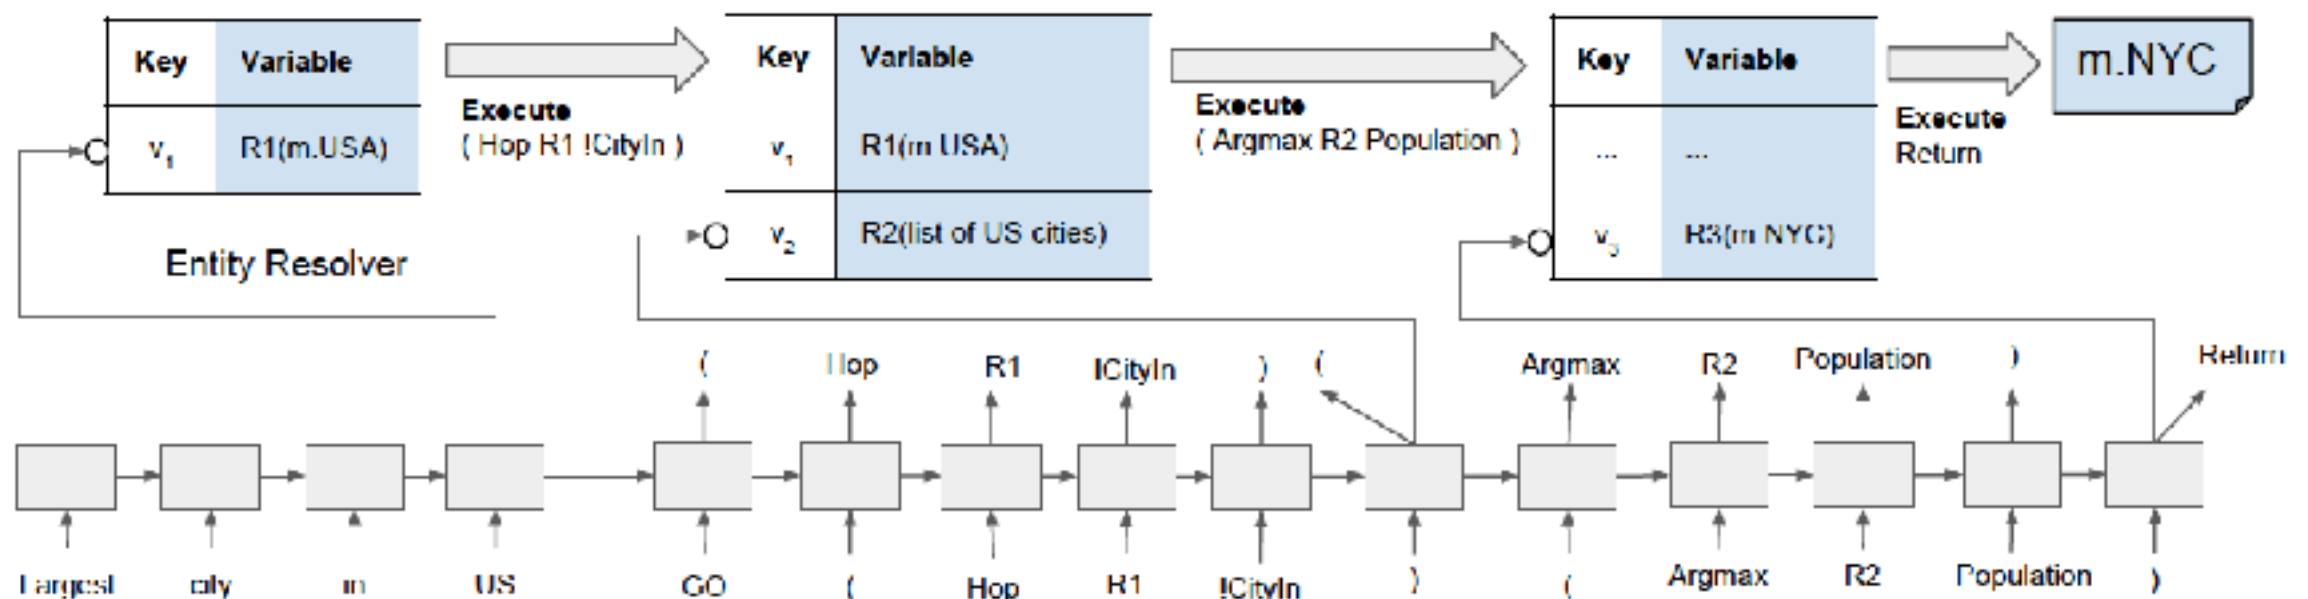 Key Variable
v1 R1(m.USA)
Execute
( Hop R1 !CityIn )
Key Variable
v1 R1(m.USA)
v2 R2(list of US cities)
Execute
( Argmax R2 Population )
Key Variable
... ...
v3 R3(m.NYC)
Execute
Return
m.NYC
Entity Resolver
( Hop R1 !CityIn ) ( Argmax R2 Population ) Return
Largest city in US GO ( Hop R1 !CityIn ) ( Argmax R2 Population )